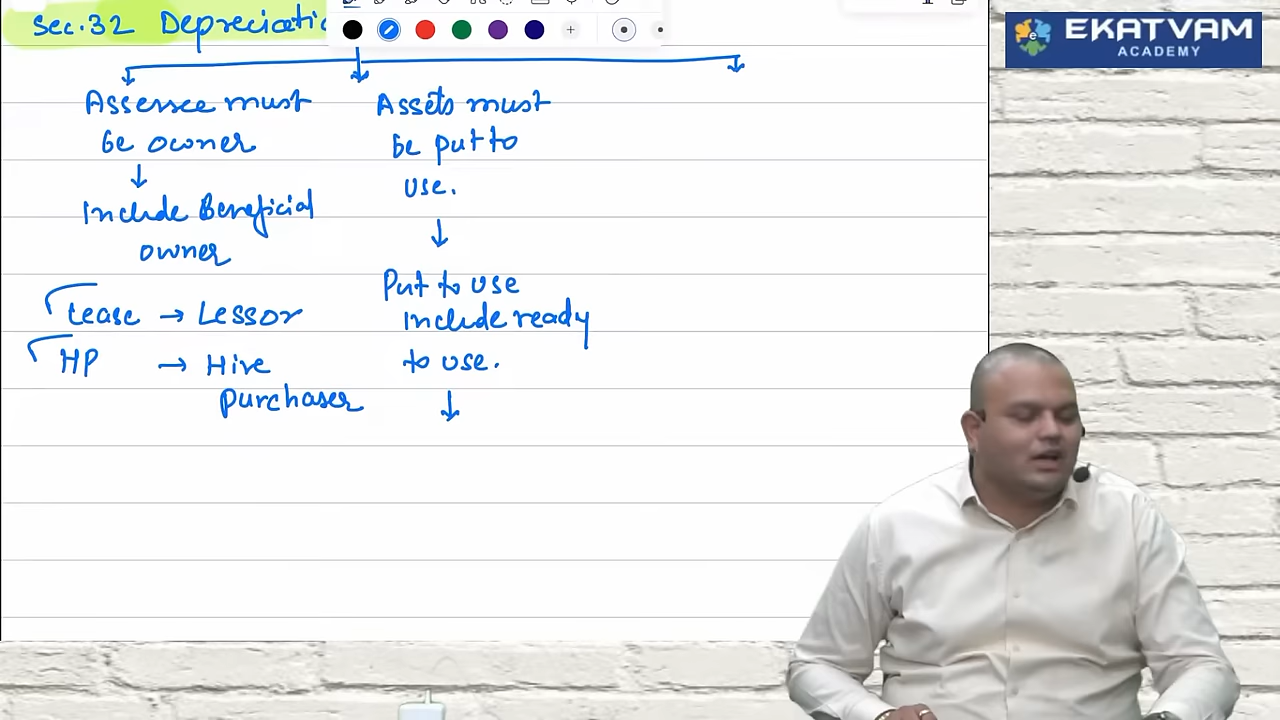 Sec.32 Depreciatic
EKATVAM
ACADEMY
Assessee must
be owner
Include Beneficial
owner
Lease → Lessor
HP → Hire
purchaser
Assets must
be put to
use.
Put to use
include ready
to use.